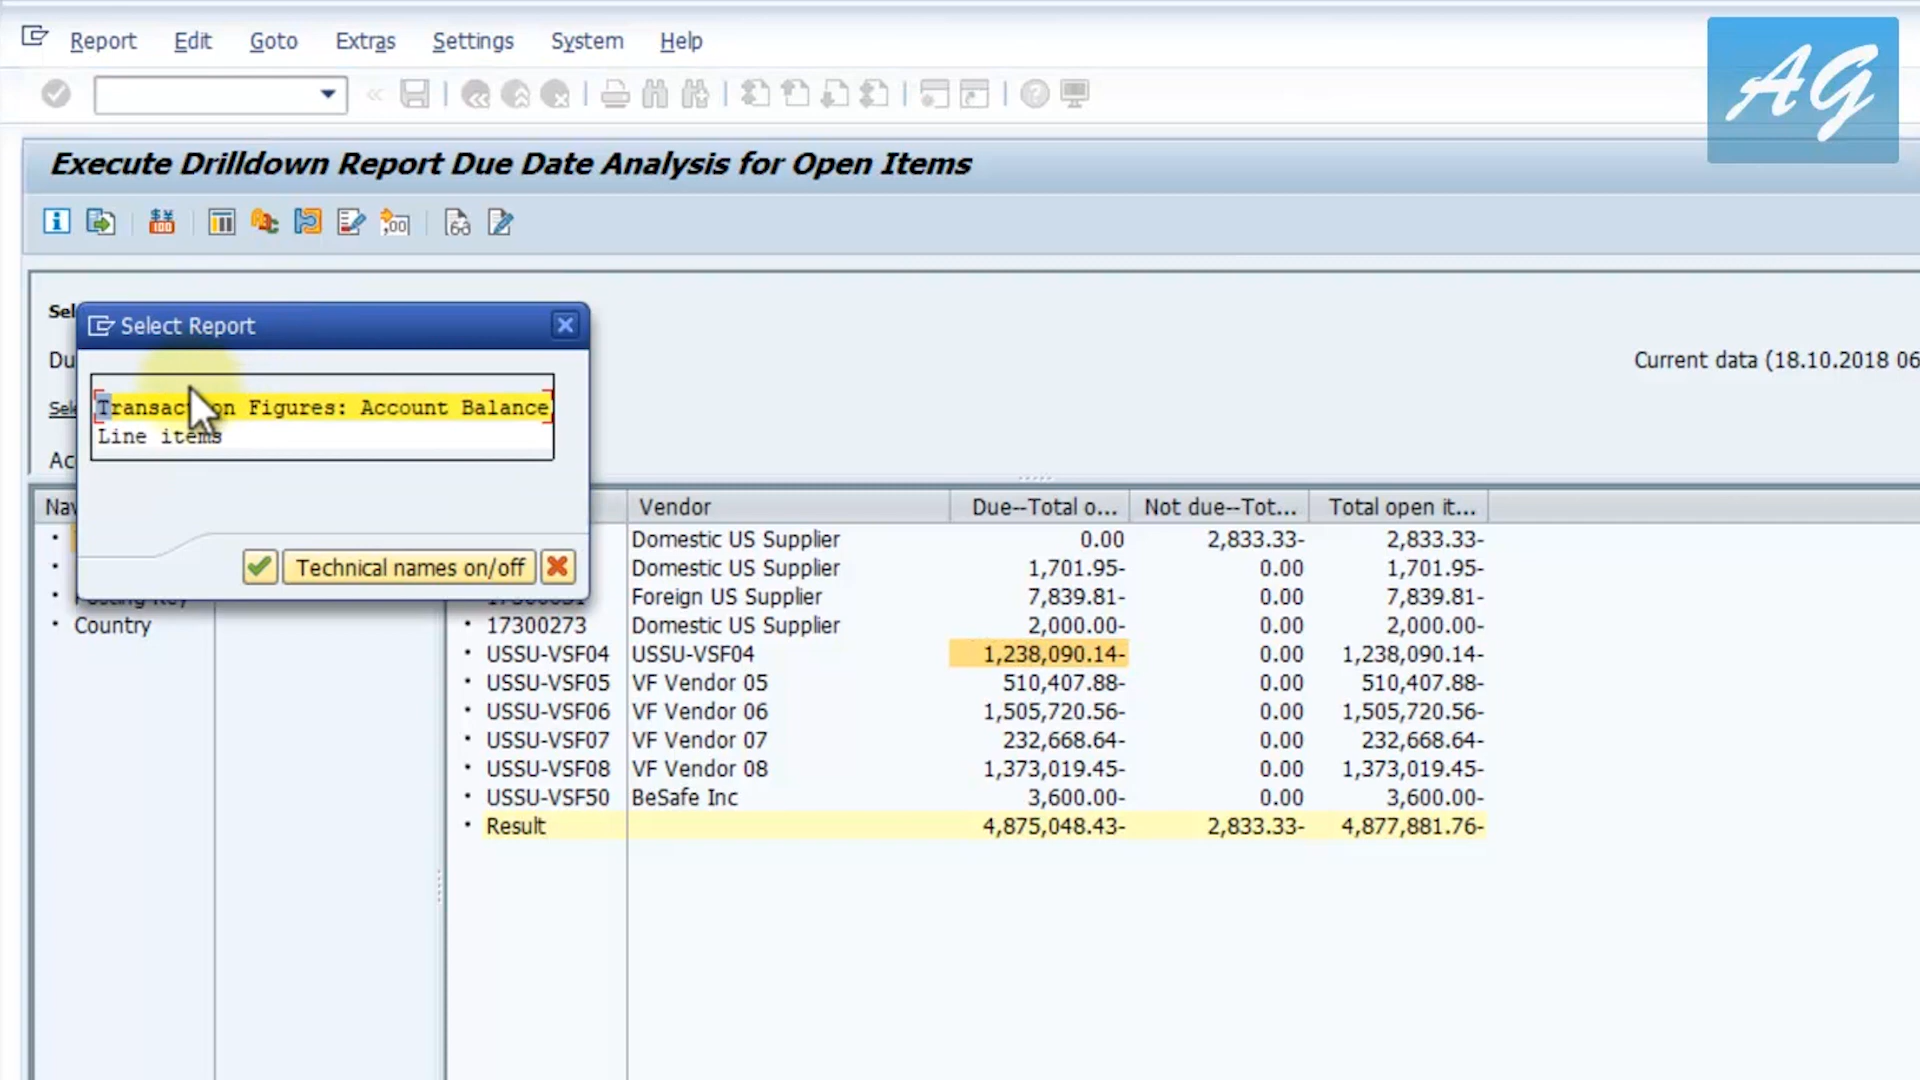 Report Edit Goto Extras Settings System Help
AG
Execute Drilldown Report Due Date Analysis for Open Items
Sel
Select Report
Du
Current data (18.10.2018 06
Sele
Transaction Figures: Account Balance
Line items
Ac
Nav
Vendor Due--Total o... Not due--Tot... Total open it...
Domestic US Supplier 0.00 2,833.33- 2,833.33-
Technical names on/off
Domestic US Supplier 1,701.95- 0.00 1,701.95-
Posting Key
Foreign US Supplier 7,839.81- 0.00 7,839.81-
Country
17300273 Domestic US Supplier 2,000.00- 0.00 2,000.00-
USSU-VSF04 USSU-VSF04 1,238,090.14- 0.00 1,238,090.14-
USSU-VSF05 VF Vendor 05 510,407.88- 0.00 510,407.88-
USSU-VSF06 VF Vendor 06 1,505,720.56- 0.00 1,505,720.56-
USSU-VSF07 VF Vendor 07 232,668.64- 0.00 232,668.64-
USSU-VSF08 VF Vendor 08 1,373,019.45- 0.00 1,373,019.45-
USSU-VSF50 BeSafe Inc 3,600.00- 0.00 3,600.00-
Result 4,875,048.43- 2,833.33- 4,877,881.76-